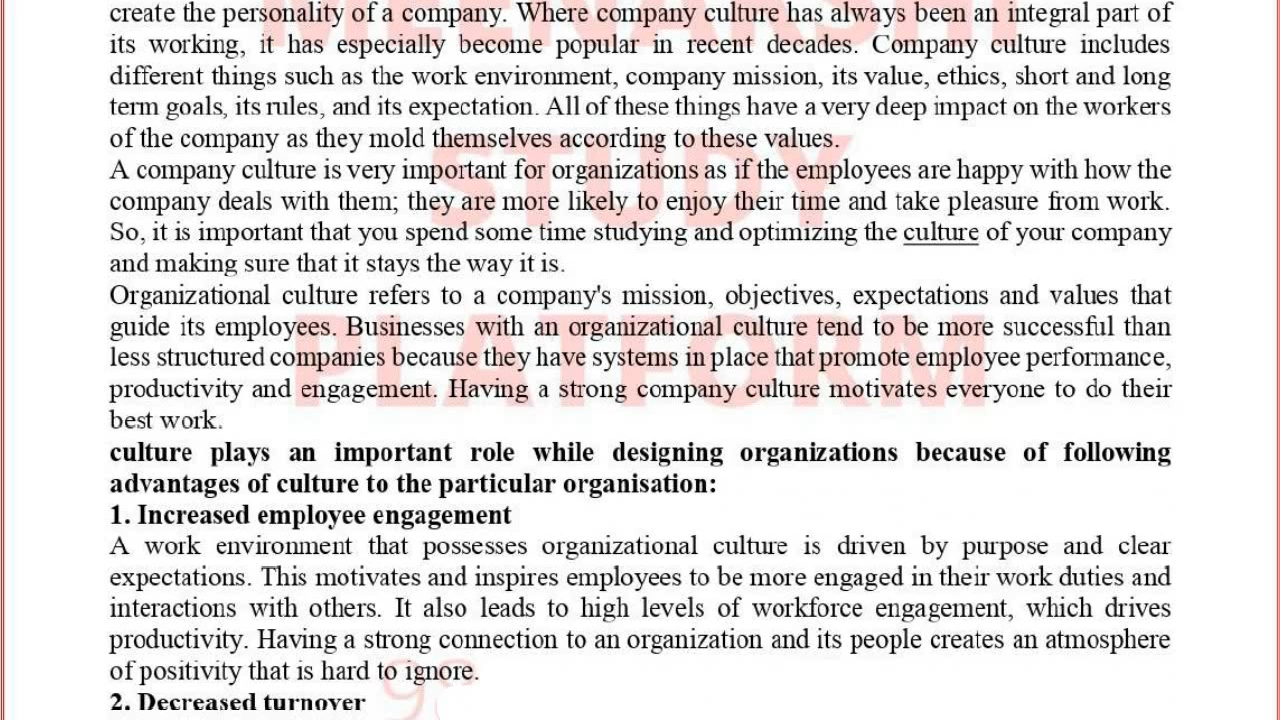 create the personality of a company. Where company culture has always been an integral part of
its working, it has especially become popular in recent decades. Company culture includes
different things such as the work environment, company mission, its value, ethics, short and long
term goals, its rules, and its expectation. All of these things have a very deep impact on the workers
of the company as they mold themselves according to these values.
A company culture is very important for organizations as if the employees are happy with how the
company deals with them; they are more likely to enjoy their time and take pleasure from work.
So, it is important that you spend some time studying and optimizing the culture of your company
and making sure that it stays the way it is.
Organizational culture refers to a company's mission, objectives, expectations and values that
guide its employees. Businesses with an organizational culture tend to be more successful than
less structured companies because they have systems in place that promote employee performance,
productivity and engagement. Having a strong company culture motivates everyone to do their
best work.
culture plays an important role while designing organizations because of following
advantages of culture to the particular organisation:
1. Increased employee engagement
A work environment that possesses organizational culture is driven by purpose and clear
expectations. This motivates and inspires employees to be more engaged in their work duties and
interactions with others. It also leads to high levels of workforce engagement, which drives
productivity. Having a strong connection to an organization and its people creates an atmosphere
of positivity that is hard to ignore.
2. Decreased turnover
STUDY
PLATFORM